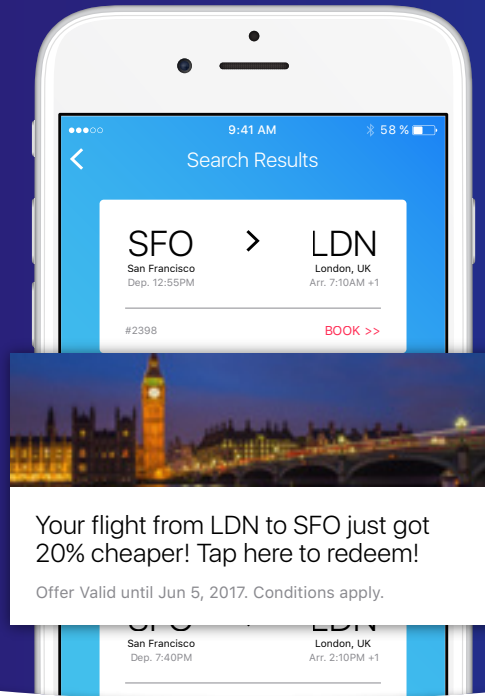 9:41 AM
58 %
Search Results
SFO > LDN
San Francisco London, UK
Dep. 12:55PM Arr. 7:10AM +1
#2398 BOOK >>
Your flight from LDN to SFO just got
20% cheaper! Tap here to redeem!
Offer Valid until Jun 5, 2017. Conditions apply.
San Francisco London, UK
Dep. 7:40PM Arr. 2:10PM +1